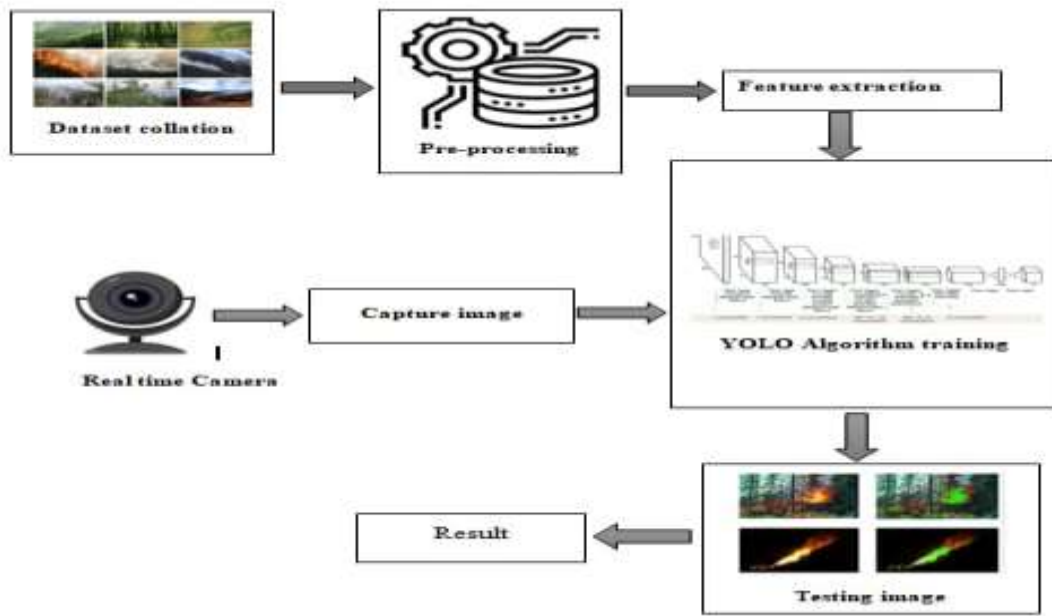 Dataset collation
Pre-processing
Feature extraction
Real time Camera
Capture image
YOLO Algorithm training
Testing image
Result